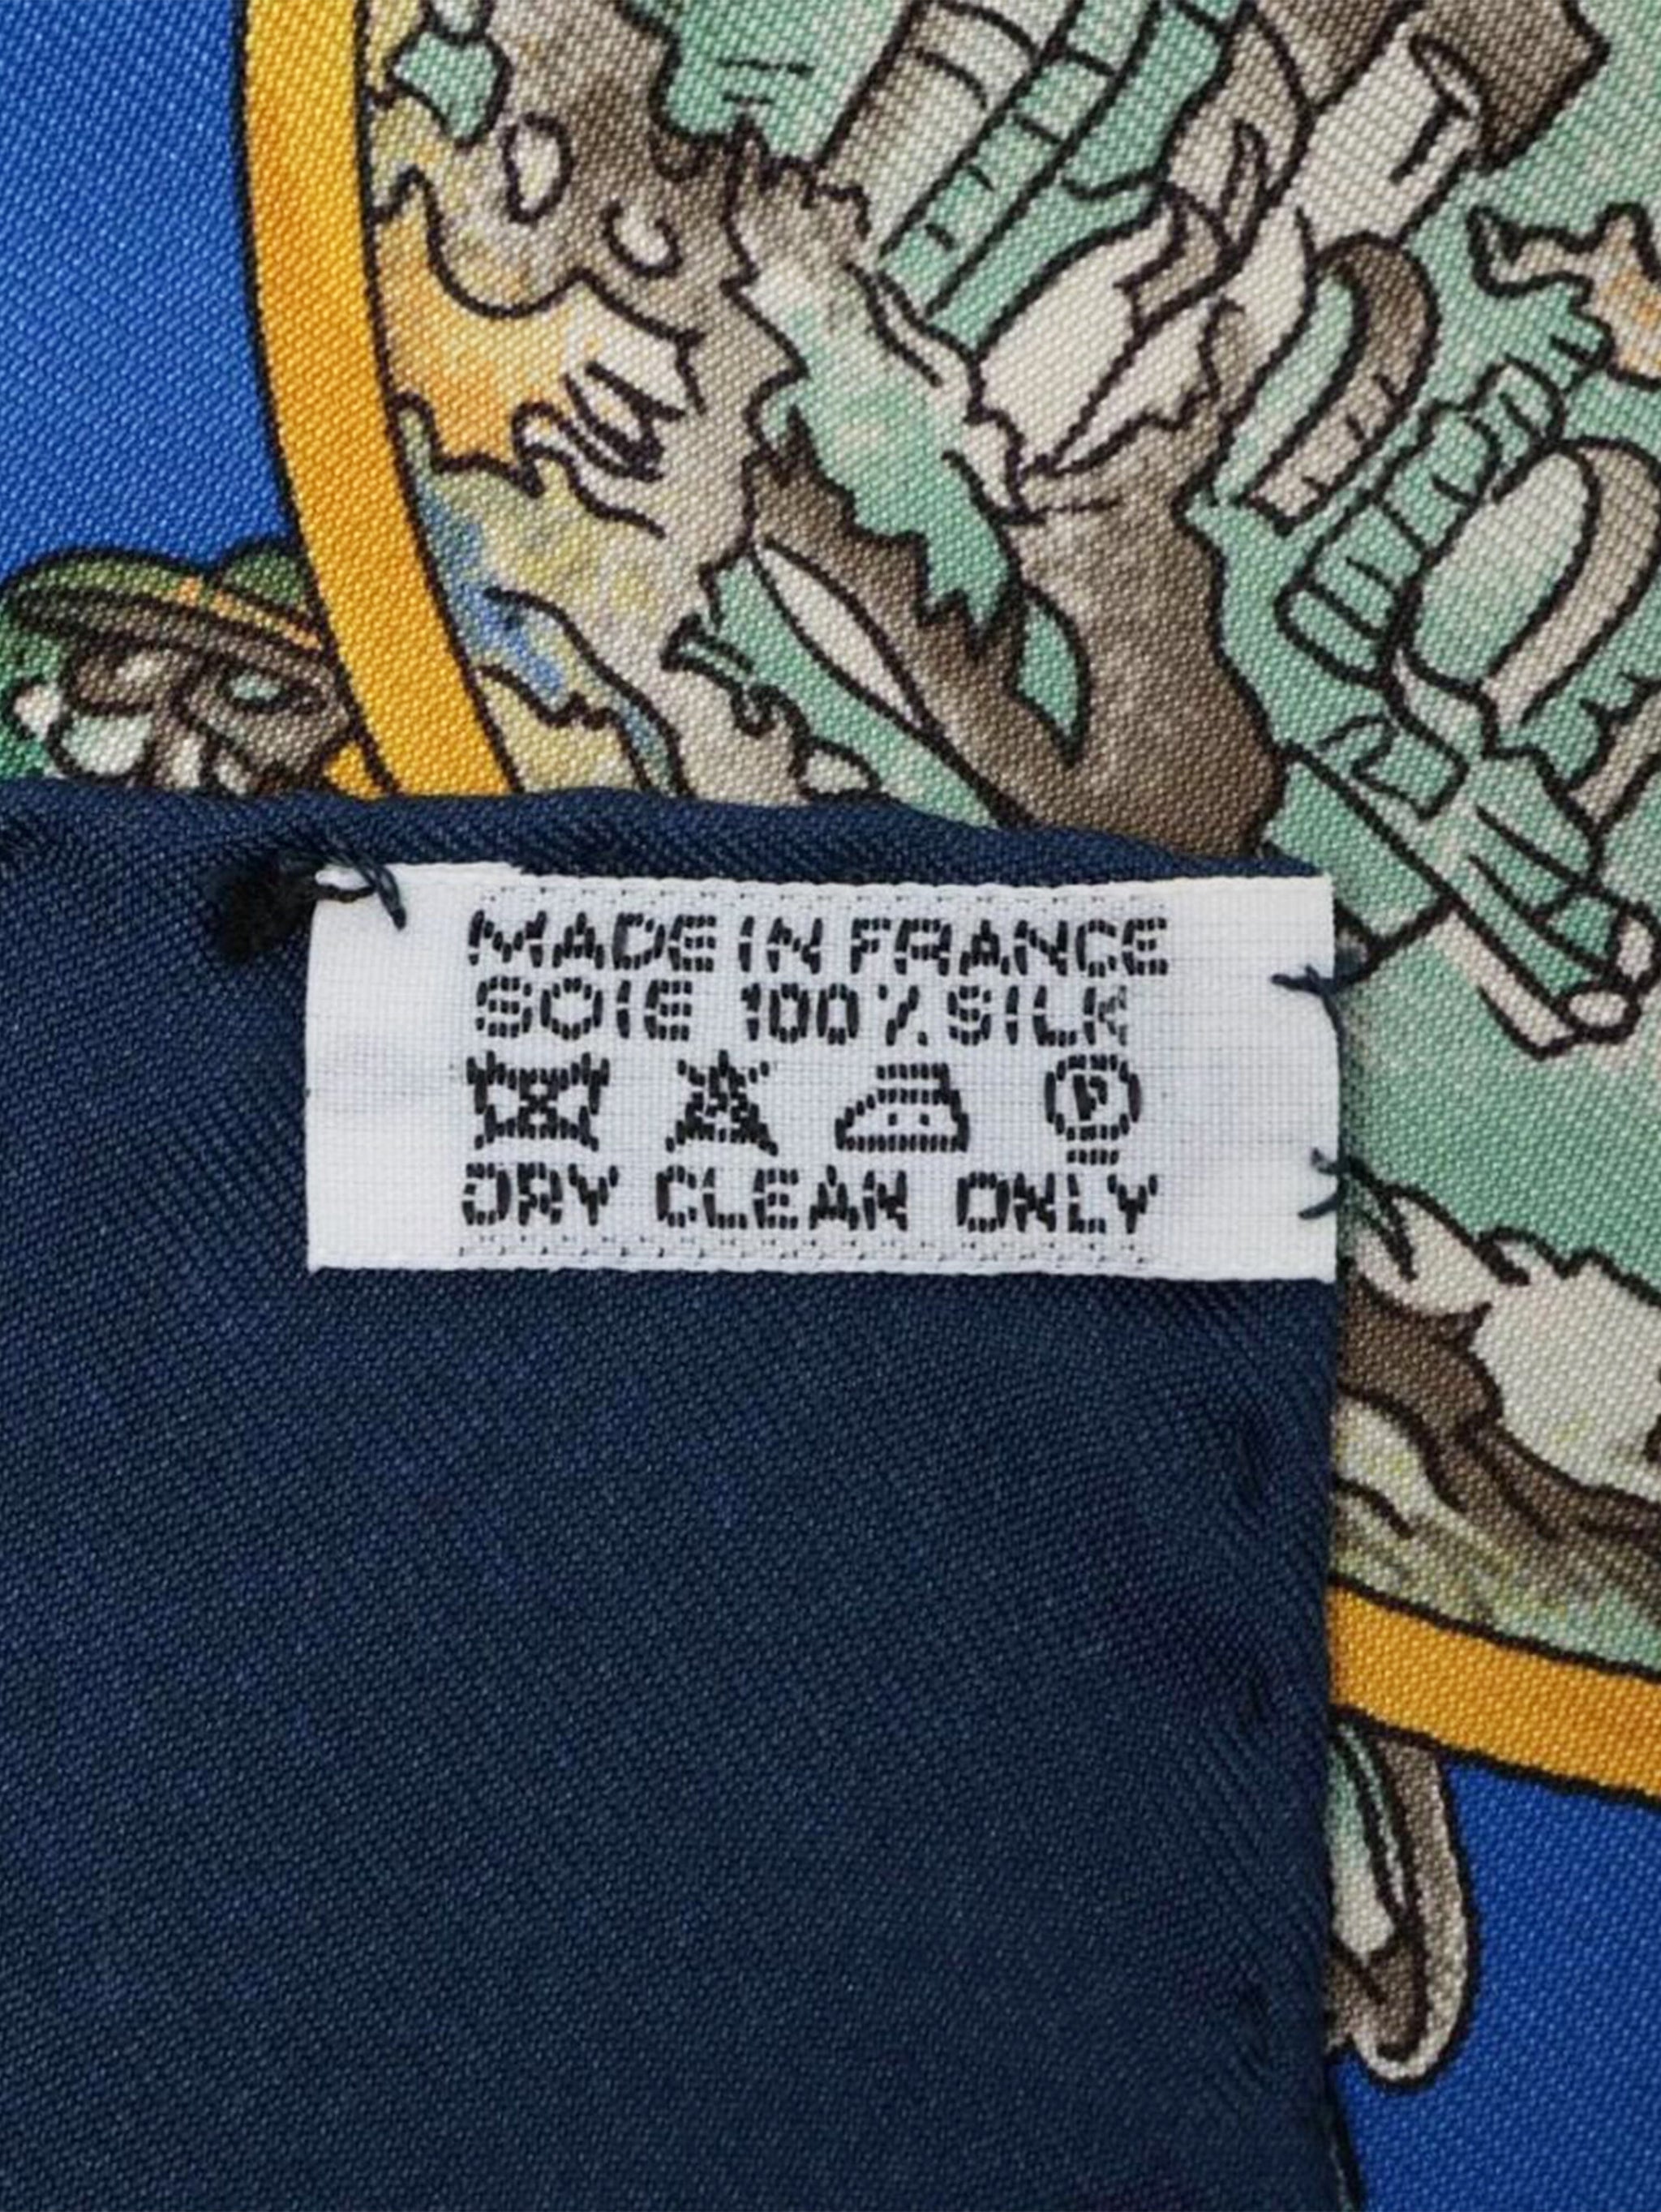 MADE IN FRANCE
SOIE 100% SILK
P
DRY CLEAN ONLY